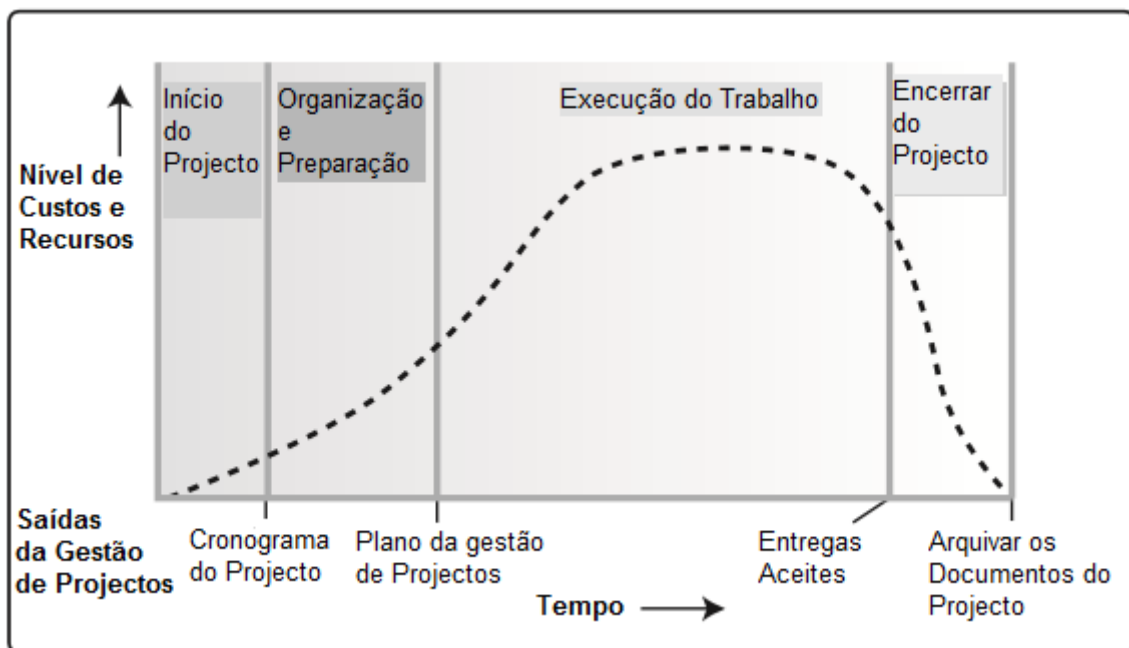 Início
do
Projecto
Organização
e
Preparação
Execução do Trabalho
Encerrar
do
Projecto
Nível de
Custos e
Recursos
Saídas
da Gestão
de Projectos
Cronograma
do Projecto
Plano da gestão
de Projectos
Entregas
Aceites
Arquivar os
Documentos do
Projecto
Tempo